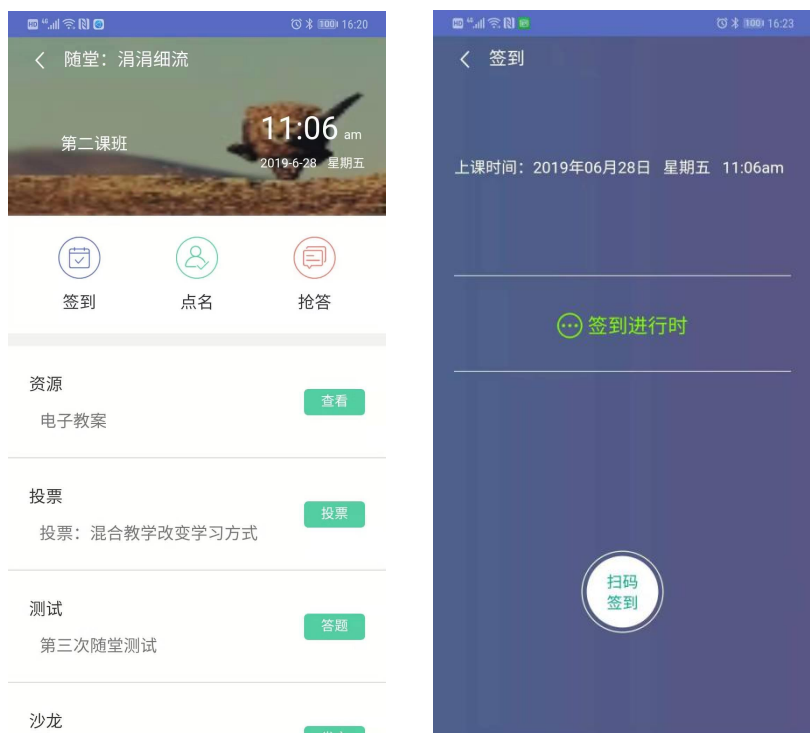 16:20
随堂：涓涓细流
第二课班
11:06 am
2019-6-28 星期五
签到 点名 抢答
资源
电子教案
查看
投票
投票：混合教学改变学习方式
投票
测试
第三次随堂测试
答题
沙龙
16:23
签到
上课时间：2019年06月28日 星期五 11:06am
签到进行时
扫码
签到